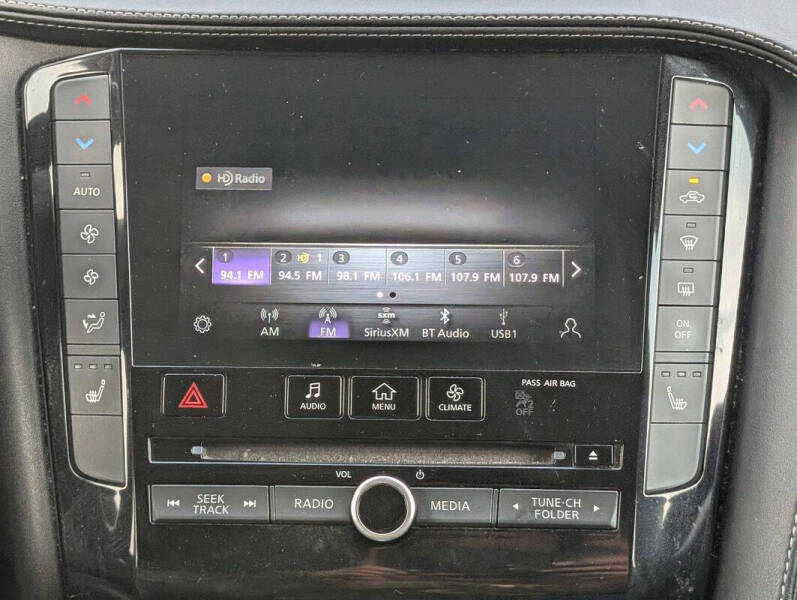 AUTO
HD Radio
1 2 HD 1 3 4 5 6
94.1 FM 94.5 FM 98.1 FM 106.1 FM 107.9 FM 107.9 FM
sxm
AM FM SiriusXM BT Audio USB1
ON
OFF
AUDIO MENU CLIMATE
PASS AIR BAG
2
OFF
VOL
SEEK
TRACK
RADIO MEDIA
TUNE·CH
FOLDER